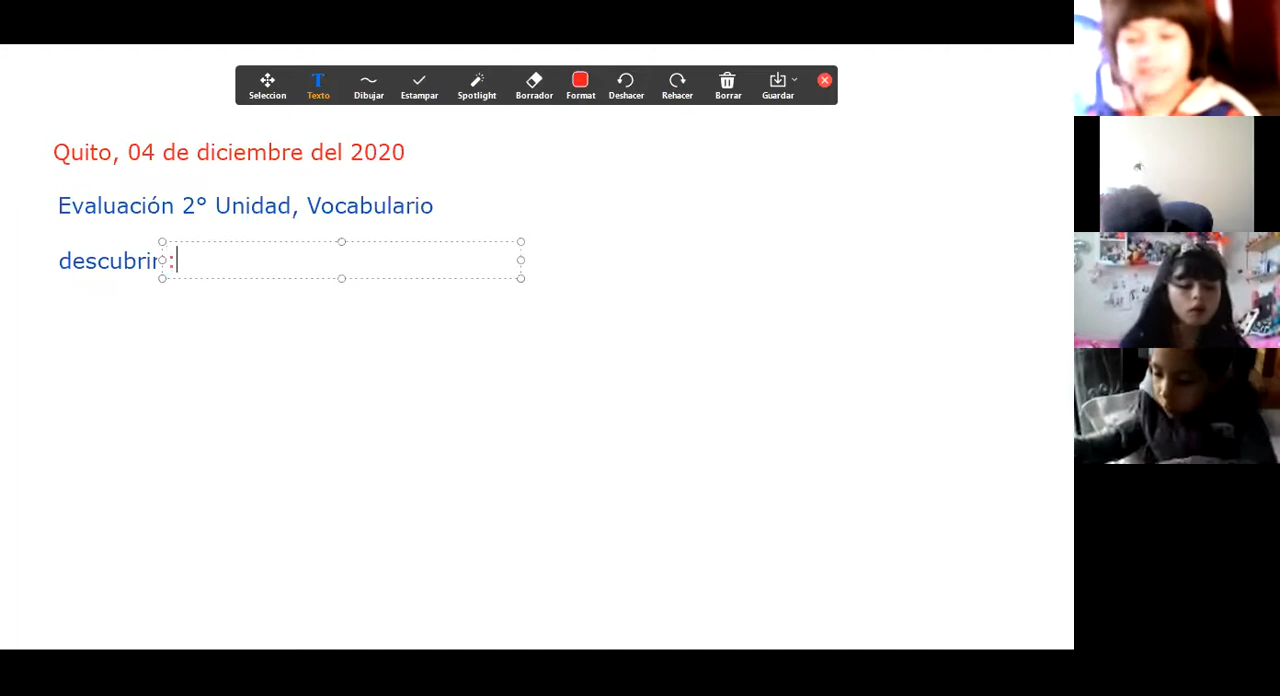 Seleccion Texto Dibujar Estampar Spotlight Borrador Format Deshacer Rehacer Borrar Guardar
Quito, 04 de diciembre del 2020
Evaluación 2° Unidad, Vocabulario
descubrir :